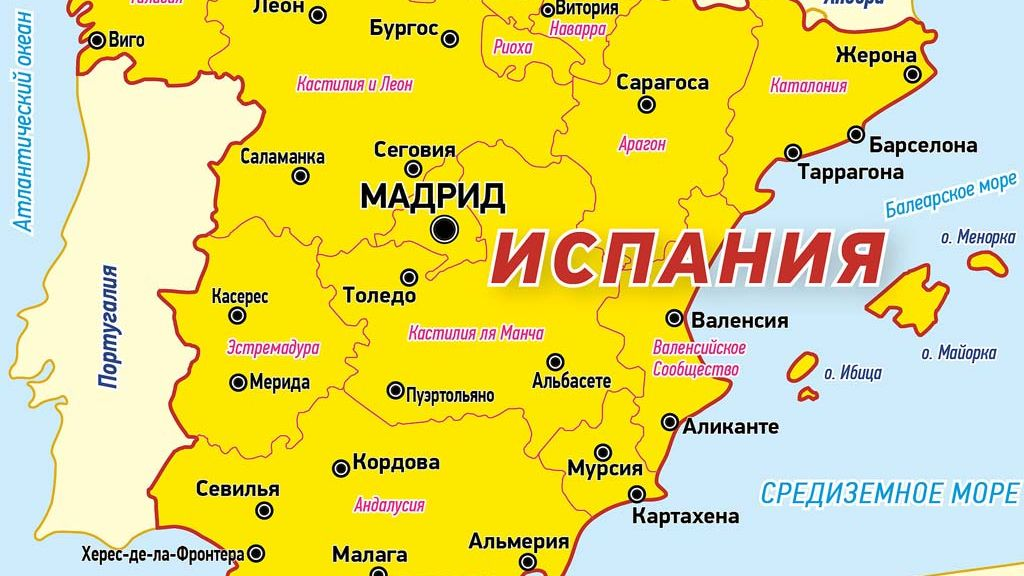 Галисия
Леон
Витория
Андорра
Виго
Бургос
Наварра
Риоха
Жерона
Атлантический океан
Кастилия и Леон
Сарагоса
Каталония
Барселона
Арагон
Саламанка
Сеговия
Таррагона
МАДРИД
Балеарское море
ИСПАНИЯ
о. Менорка
Португалия
Касерес
Толедо
Валенсия
Эстремадура
Кастилия ля Манча
Валенсийское
Сообщество
о. Майорка
о. Ибица
Мерида
Пуэртольяно
Альбасете
Аликанте
Кордова
Мурсия
Севилья
Андалусия
СРЕДИЗЕМНОЕ МОРЕ
Картахена
Херес-де-ла-Фронтера
Малага
Альмерия